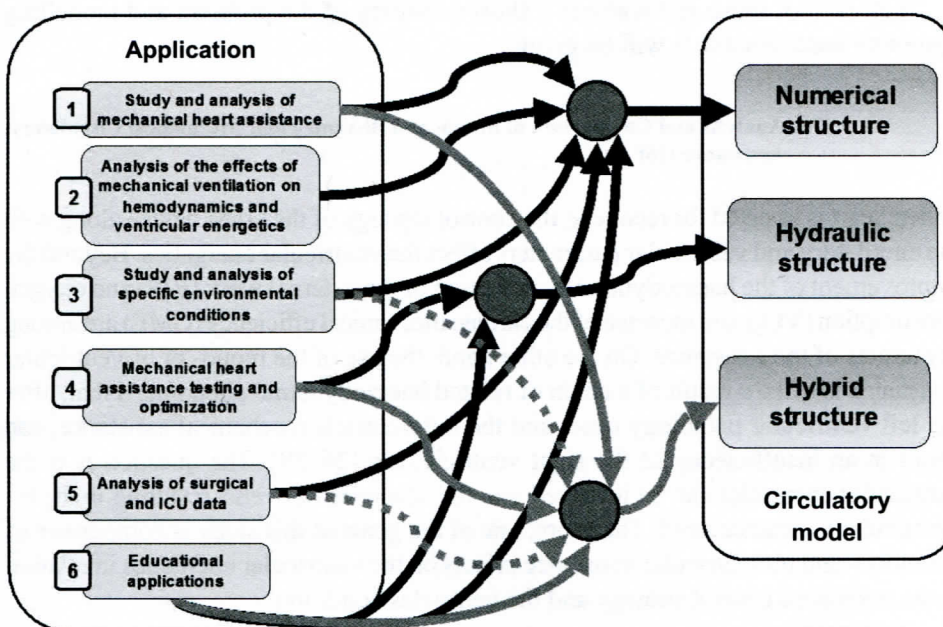 Application
1
Study and analysis of
mechanical heart assistance
2
Analysis of the effects of
mechanical ventilation on
hemodynamics and
ventricular energetics
3
Study and analysis of
specific environmental
conditions
4
Mechanical heart
assistance testing and
optimization
5
Analysis of surgical
and ICU data
6
Educational
applications
Numerical
structure
Hydraulic
structure
Hybrid
structure
Circulatory
model